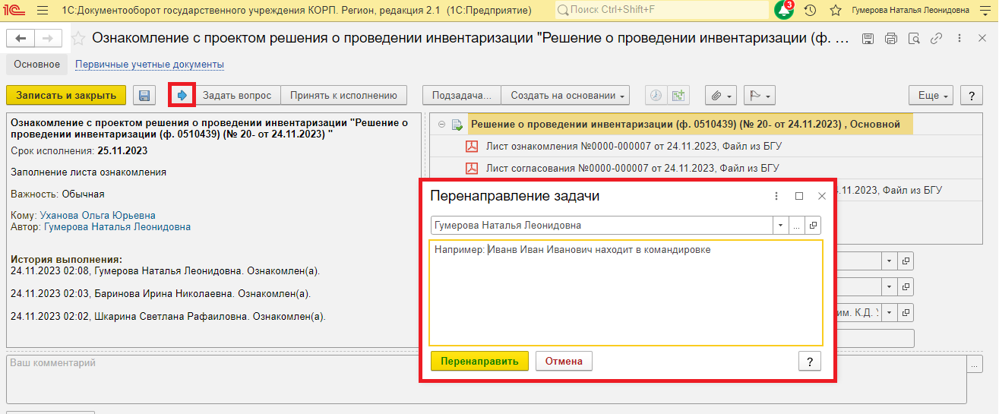 1С:Документооборот государственного учреждения КОРП. Регион, редакция 2.1 (1С:Предприятие)
Поиск Ctrl+Shift+F
3
Гумерова Наталья Леонидовна
Ознакомление с проектом решения о проведении инвентаризации "Решение о проведении инвентаризации (ф. ...
Основное
Первичные учетные документы
Записать и закрыть
Задать вопрос
Принять к исполнению
Подзадача...
Создать на основании
Еще
?
Ознакомление с проектом решения о проведении инвентаризации "Решение о
проведении инвентаризации (ф. 0510439) (№ 20- от 24.11.2023) "
Срок исполнения: 25.11.2023
Заполнение листа ознакомления
Важность: Обычная
Кому: Уханова Ольга Юрьевна
Автор: Гумерова Наталья Леонидовна
История выполнения:
24.11.2023 02:08, Гумерова Наталья Леонидовна. Ознакомлен(а).
24.11.2023 02:03, Баринова Ирина Николаевна. Ознакомлен(а).
24.11.2023 02:02, Шкарина Светлана Рафаиловна. Ознакомлен(а).
Ваш комментарий
Решение о проведении инвентаризации (ф. 0510439) (№ 20- от 24.11.2023) , Основной
Лист ознакомления №0000-000007 от 24.11.2023, Файл из БГУ
Лист согласования №0000-000007 от 24.11.2023, Файл из БГУ
.11.2023, Файл из БГУ
им. К.Д.
...
Перенаправление задачи
Гумерова Наталья Леонидовна
...
Например: Иванв Иван Иванович находит в командировке
Перенаправить
Отмена
?